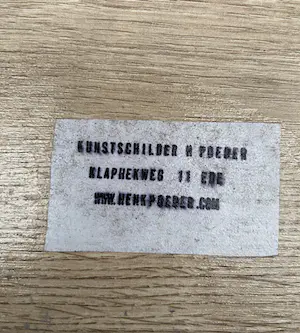 KUNSTSCHILDER H POEDER
KLAPHEKWEG 11 EDE
WWW.HENKPOEDER.COM